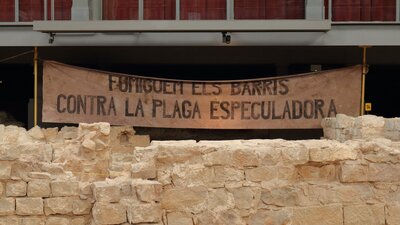 FUMIGUEM ELS BARRIS
CONTRA LA PLAGA ESPECULADORA